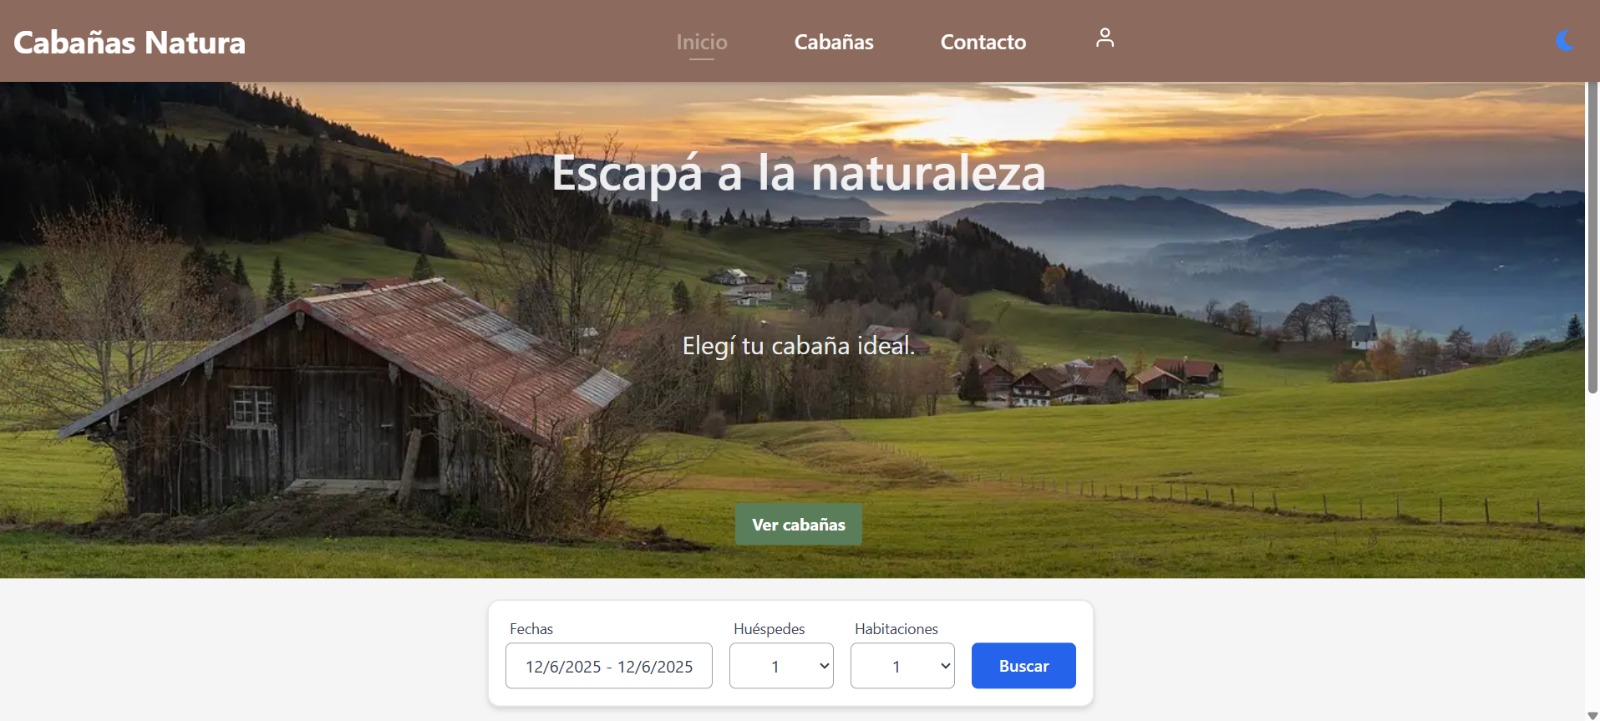 Cabañas Natura
Inicio
Cabañas
Contacto
Escapá a la naturaleza
Elegí tu cabaña ideal.
Ver cabañas
Fechas
Huéspedes
Habitaciones
12/6/2025 - 12/6/2025
1
1
Buscar